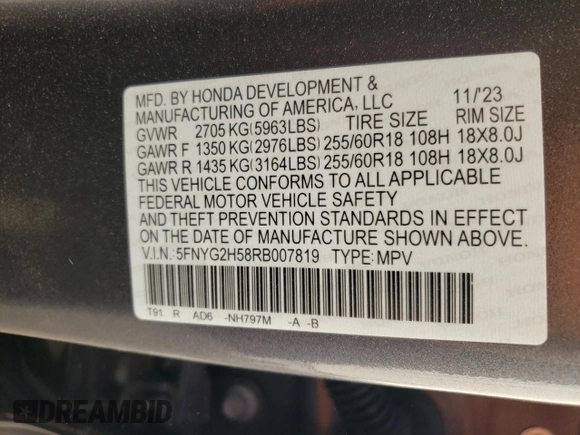 MFD. BY HONDA DEVELOPMENT &
MANUFACTURING OF AMERICA, LLC 11/'23
GVWR 2705 KG(5963LBS) TIRE SIZE RIM SIZE
GAWR F 1350 KG(2976LBS) 255/60R18 108H 18X8.0J
GAWR R 1435 KG(3164LBS) 255/60R18 108H 18X8.0J
THIS VEHICLE CONFORMS TO ALL APPLICABLE
FEDERAL MOTOR VEHICLE SAFETY
AND THEFT PREVENTION STANDARDS IN EFFECT
ON THE DATE OF MANUFACTURE SHOWN ABOVE.
V.I.N.:5FNYG2H58RB007819 TYPE:MPV
T91 R AD6 -NH797M -A -B
DREAMBID